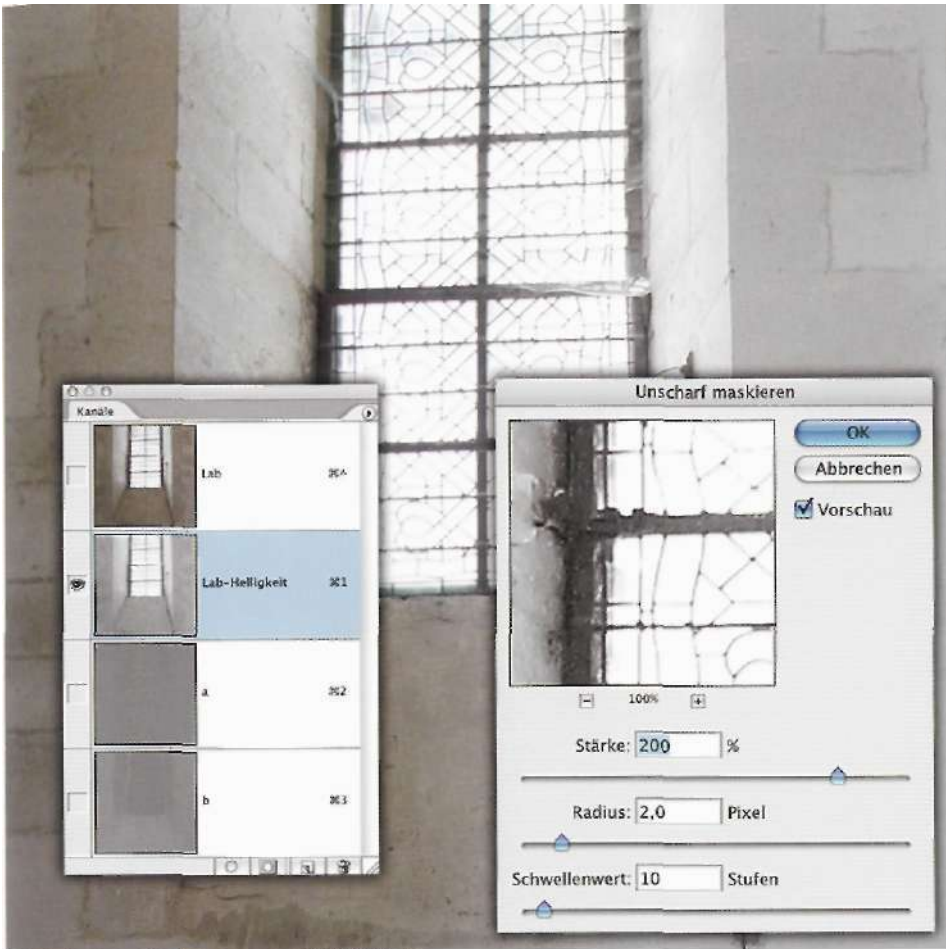 Kanäle
Lab
Lab-Helligkeit ⌘1
a ⌘2
b ⌘3
Unscharf maskieren
OK
Abbrechen
Vorschau
100%
Stärke: 200 %
Radius: 2,0 Pixel
Schwellenwert: 10 Stufen